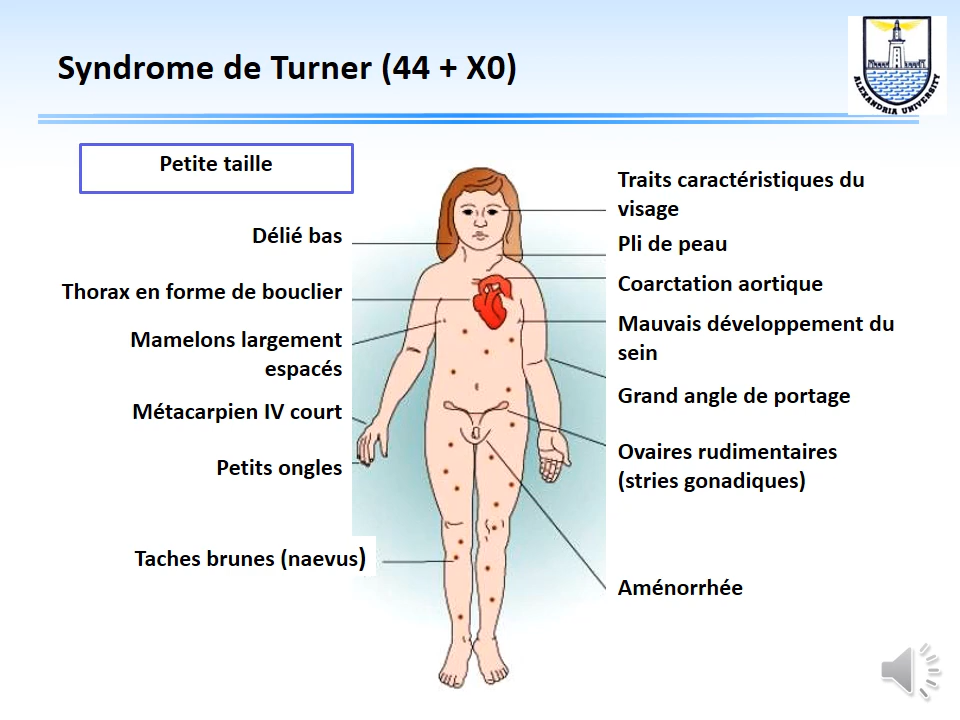 Syndrome de Turner (44 + X0)
ALEXANDRIA UNIVERSITY
Petite taille
Délié bas
Thorax en forme de bouclier
Mamelons largement
espacés
Métacarpien IV court
Petits ongles
Taches brunes (naevus)
Traits caractéristiques du
visage
Pli de peau
Coarctation aortique
Mauvais développement du
sein
Grand angle de portage
Ovaires rudimentaires
(stries gonadiques)
Aménorrhée